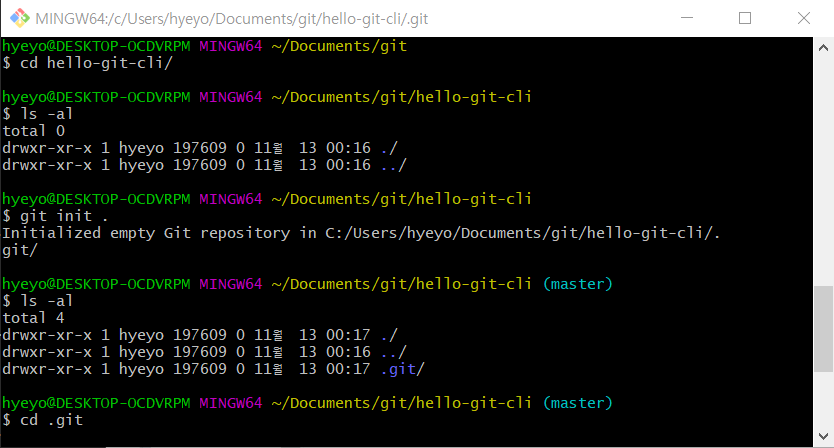 MINGW64:/c/Users/hyeyo/Documents/git/hello-git-cli/.git
hyeyo@DESKTOP-OCDVRPM MINGW64 ~/Documents/git
$ cd hello-git-cli/
hyeyo@DESKTOP-OCDVRPM MINGW64 ~/Documents/git/hello-git-cli
$ ls -al
total 0
drwxr-xr-x 1 hyeyo 197609 0 11월  13 00:16 ./
drwxr-xr-x 1 hyeyo 197609 0 11월  13 00:16 ../
hyeyo@DESKTOP-OCDVRPM MINGW64 ~/Documents/git/hello-git-cli
$ git init .
Initialized empty Git repository in C:/Users/hyeyo/Documents/git/hello-git-cli/.
git/
hyeyo@DESKTOP-OCDVRPM MINGW64 ~/Documents/git/hello-git-cli (master)
$ ls -al
total 4
drwxr-xr-x 1 hyeyo 197609 0 11월  13 00:17 ./
drwxr-xr-x 1 hyeyo 197609 0 11월  13 00:16 ../
drwxr-xr-x 1 hyeyo 197609 0 11월  13 00:17 .git/
hyeyo@DESKTOP-OCDVRPM MINGW64 ~/Documents/git/hello-git-cli (master)
$ cd .git